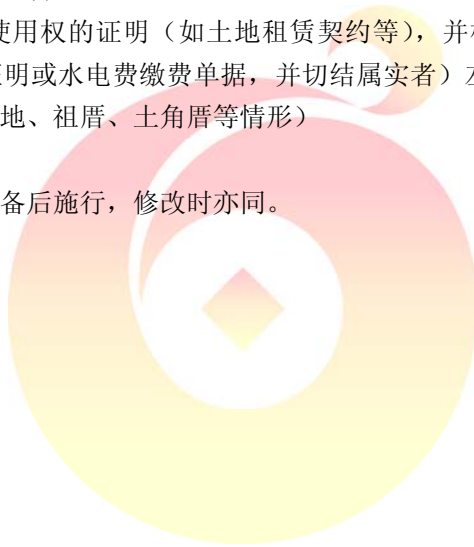 使用权的证明（如土地租赁契约等），并
证明或水电费缴费单据，并切结属实者）
地、祖厝、土角厝等情形）
备后施行，修改时亦同。